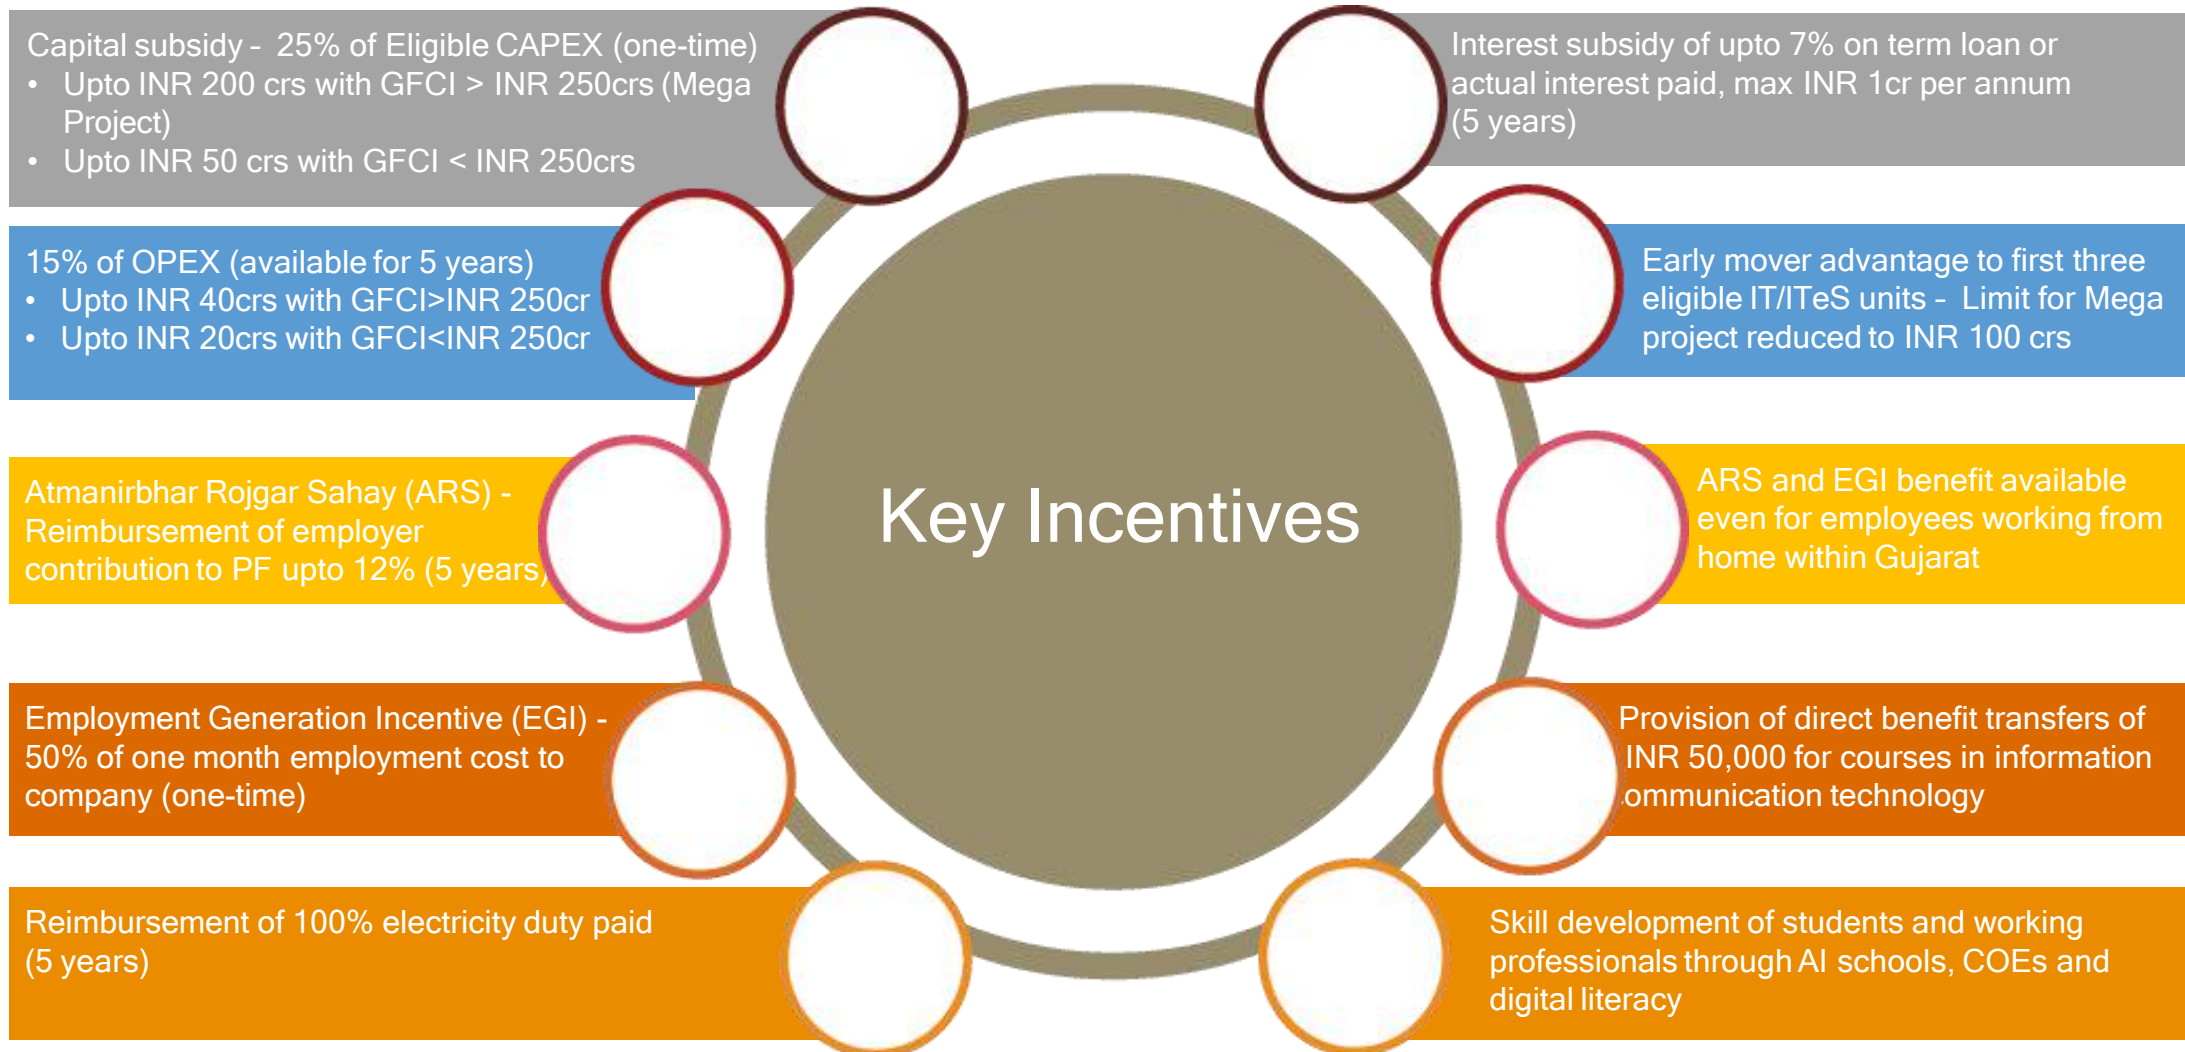 Capital subsidy - 25% of Eligible CAPEX (one-time)
• Upto INR 200 crs with GFCI > INR 250crs (Mega
Project)
• Upto INR 50 crs with GFCI < INR 250crs
15% of OPEX (available for 5 years)
• Upto INR 40crs with GFCI>INR 250cr
• Upto INR 20crs with GFCI<INR 250cr
Atmanirbhar Rojgar Sahay (ARS) -
Reimbursement of employer
contribution to PF upto 12% (5 years)
Employment Generation Incentive (EGI) -
50% of one month employment cost to
company (one-time)
Reimbursement of 100% electricity duty paid
(5 years)
Key Incentives
Interest subsidy of upto 7% on term loan or
actual interest paid, max INR 1cr per annum
(5 years)
Early mover advantage to first three
eligible IT/ITeS units - Limit for Mega
project reduced to INR 100 crs
ARS and EGI benefit available
even for employees working from
home within Gujarat
Provision of direct benefit transfers of
INR 50,000 for courses in information
ommunication technology
Skill development of students and working
professionals through AI schools, COEs and
digital literacy